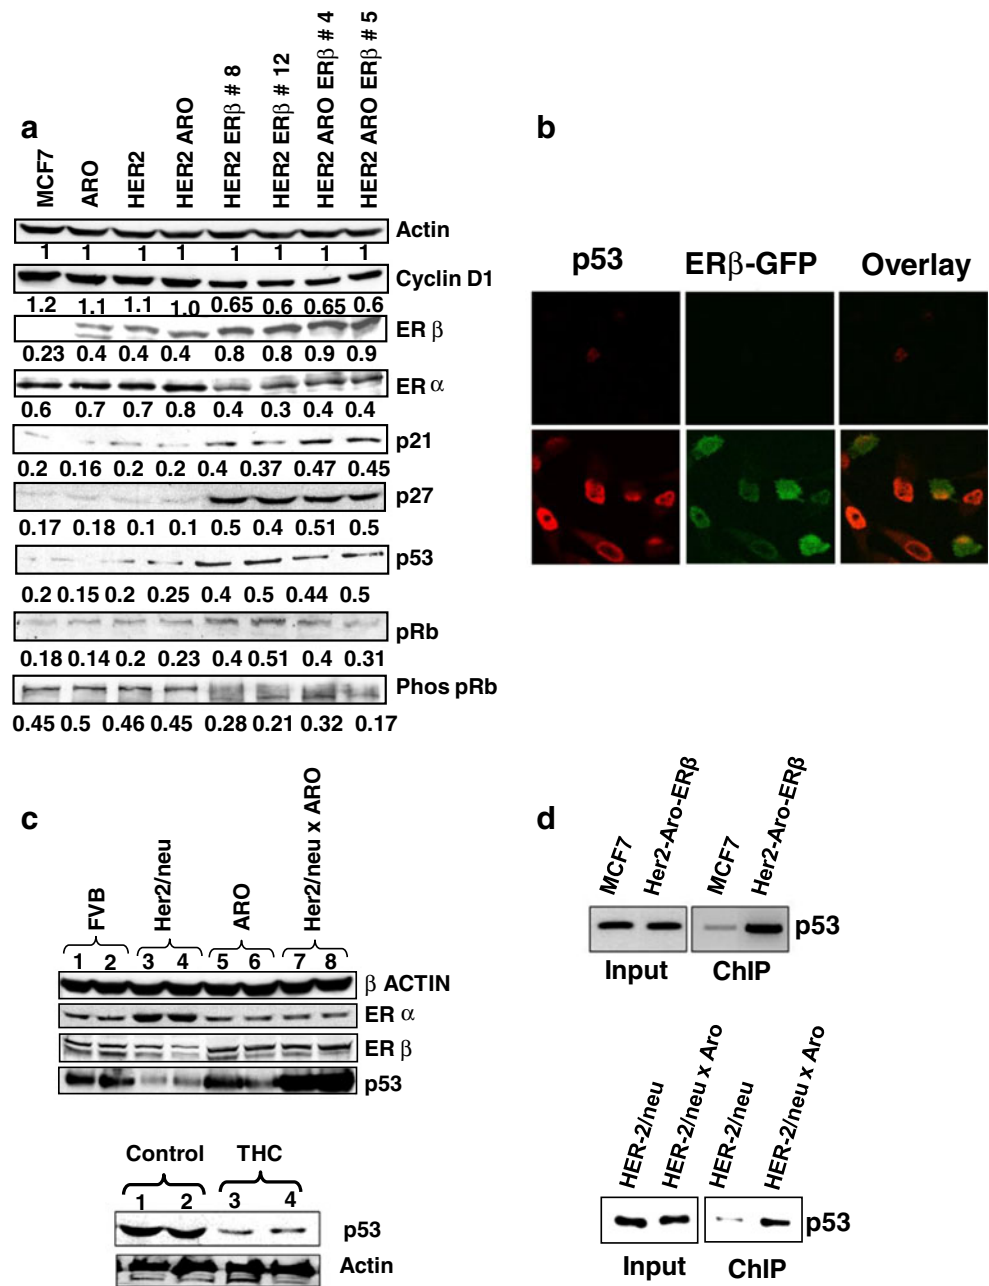 a
MCF7
ARO
HER2
HER2 ARO
HER2 ERβ # 8
HER2 ERβ # 12
HER2 ARO ERβ # 4
HER2 ARO ERβ # 5
Actin
1 1 1 1 1 1 1 1
Cyclin D1
1.2 1.1 1.1 1.0 0.65 0.6 0.65 0.6
ER β
0.23 0.4 0.4 0.4 0.8 0.8 0.9 0.9
ER α
0.6 0.7 0.7 0.8 0.4 0.3 0.4 0.4
p21
0.2 0.16 0.2 0.2 0.4 0.37 0.47 0.45
p27
0.17 0.18 0.1 0.1 0.5 0.4 0.51 0.5
p53
0.2 0.15 0.2 0.25 0.4 0.5 0.44 0.5
pRb
0.18 0.14 0.2 0.23 0.4 0.51 0.4 0.31
Phos pRb
0.45 0.5 0.46 0.45 0.28 0.21 0.32 0.17
b
p53 ERβ-GFP Overlay
c
FVB
Her2/neu
ARO
Her2/neu x ARO
1 2 3 4 5 6 7 8
β ACTIN
ER α
ER β
p53
Control THC
1 2 3 4
p53
Actin
d
MCF7
Her2-Aro-ERβ
MCF7
Her2-Aro-ERβ
p53
Input ChIP
HER-2/neu
HER-2/neu x Aro
HER-2/neu
HER-2/neu x Aro
p53
Input ChIP